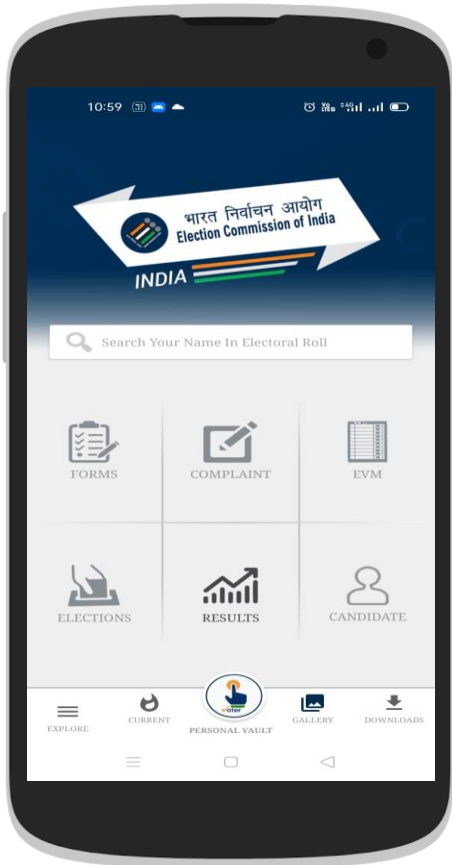 10:59
भारत निर्वाचन आयोग
Election Commission of India
INDIA
Search Your Name In Electoral Roll
FORMS
COMPLAINT
EVM
ELECTIONS
RESULTS
CANDIDATE
EXPLORE
CURRENT
PERSONAL VAULT
GALLERY
DOWNLOADS